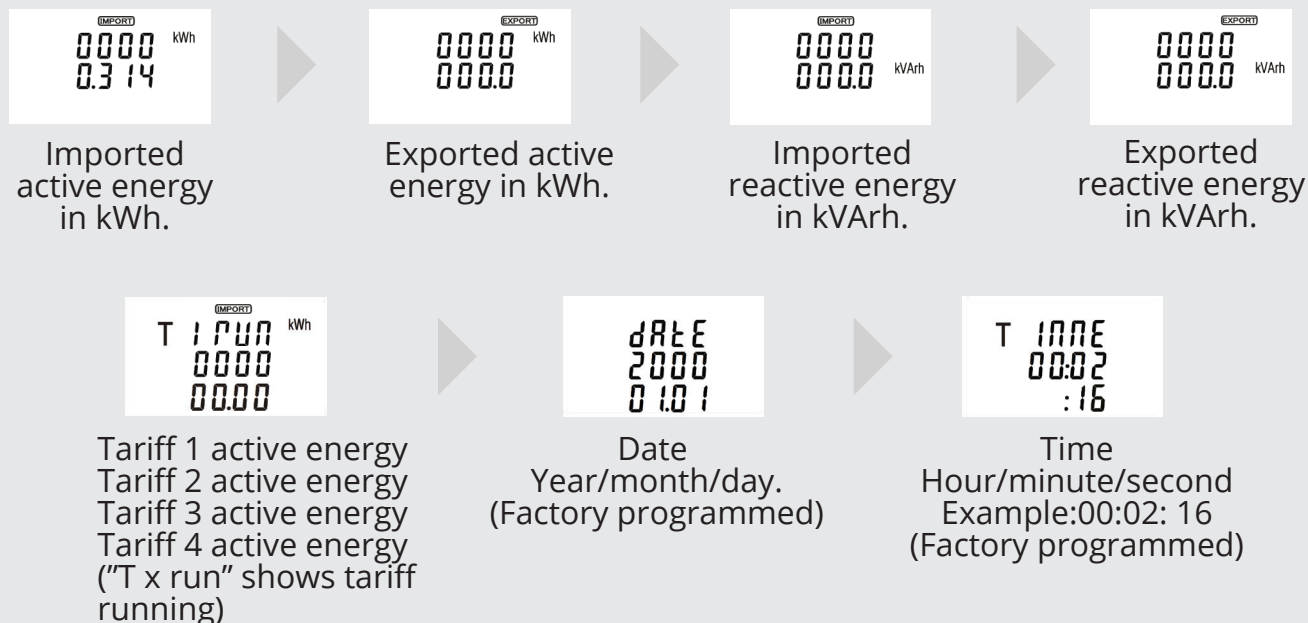 IMPORT
0000 kWh
0.314
EXPORT
0000 kWh
000.0
IMPORT
0000
000.0 kVArh
EXPORT
0000
000.0 kVArh
Imported
active energy
in kWh.
Exported active
energy in kWh.
Imported
reactive energy
in kVArh.
Exported
reactive energy
in kVArh.
IMPORT
T 1 run kWh
0000
00.00
dAtE
2000
01.01
T 1nnE
00:02
:16
Tariff 1 active energy
Tariff 2 active energy
Tariff 3 active energy
Tariff 4 active energy
(”T x run” shows tariff
running)
Date
Year/month/day.
(Factory programmed)
Time
Hour/minute/second
Example:00:02: 16
(Factory programmed)